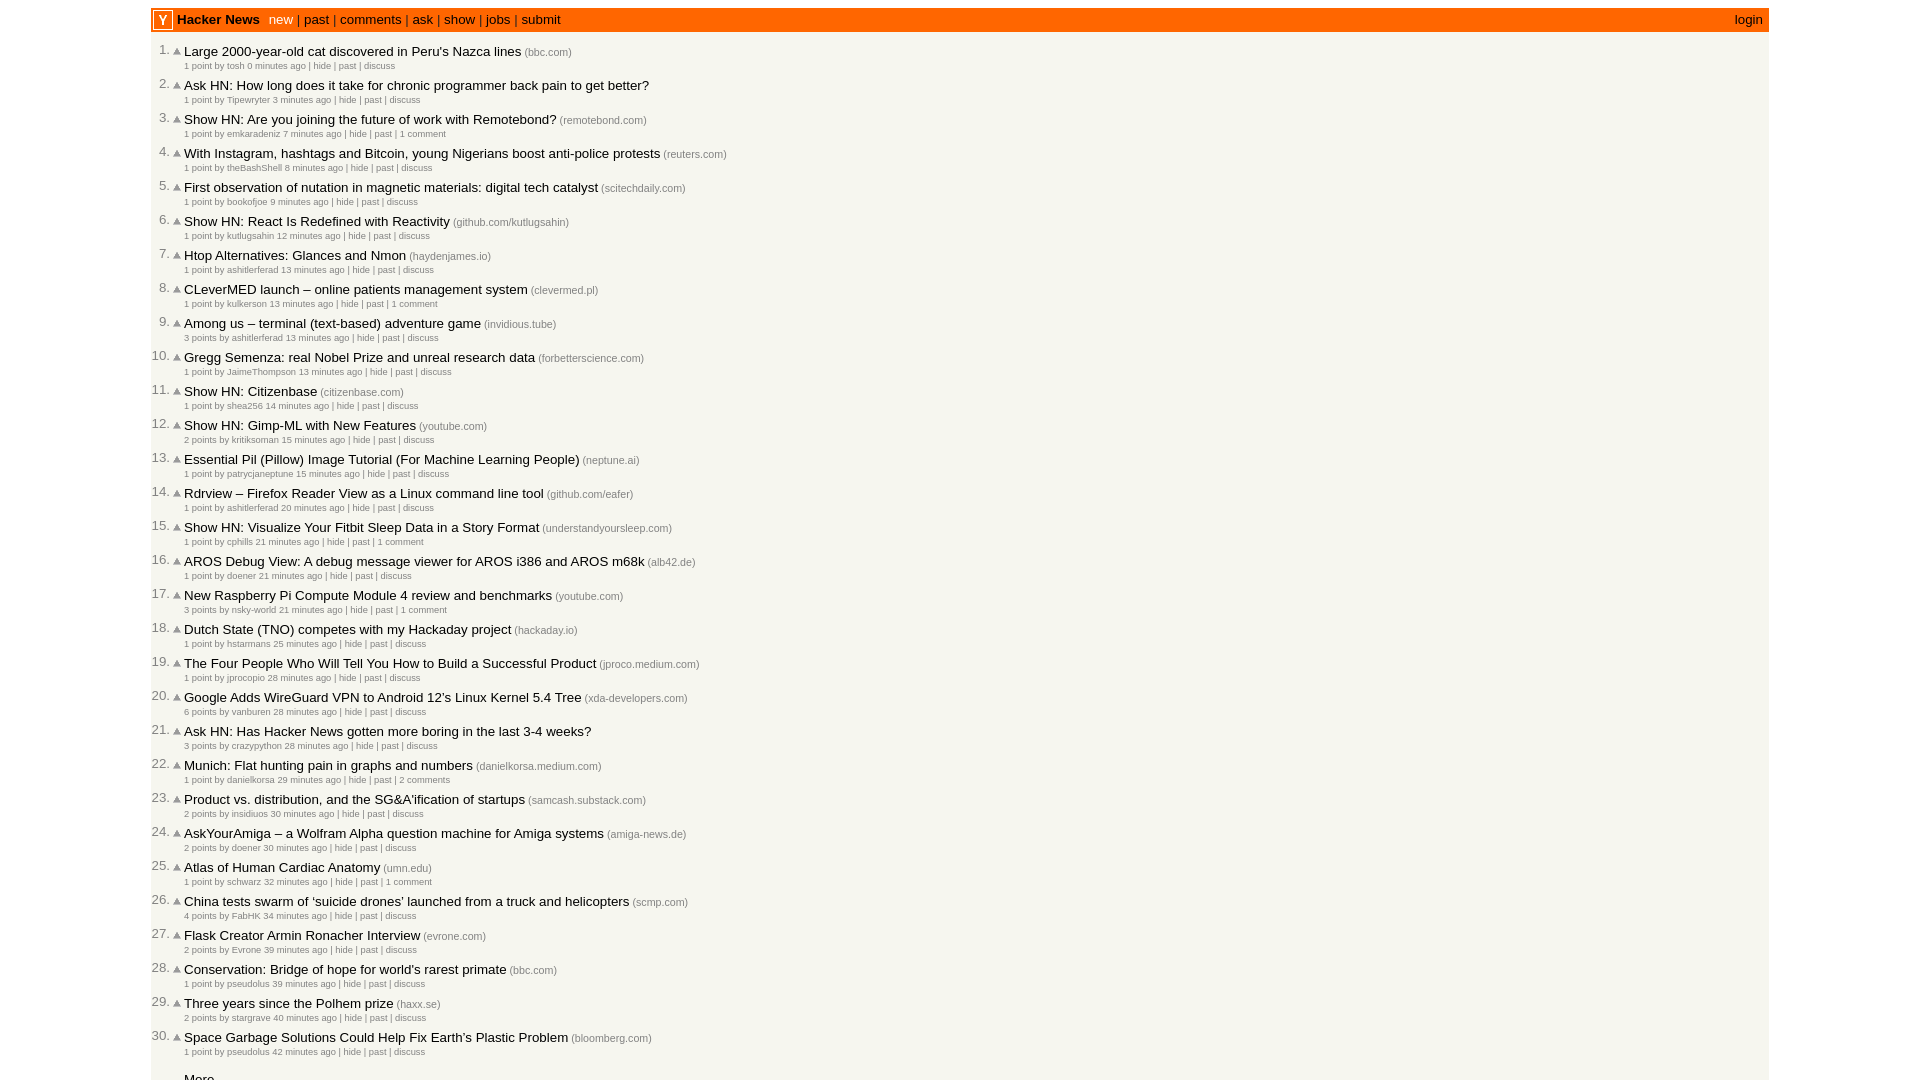 Y Hacker News new | past | comments | ask | show | jobs | submit login
1. Large 2000-year-old cat discovered in Peru's Nazca lines (bbc.com)
1 point by tosh 0 minutes ago | hide | past | discuss
2. Ask HN: How long does it take for chronic programmer back pain to get better?
1 point by Tipewryter 3 minutes ago | hide | past | discuss
3. Show HN: Are you joining the future of work with Remotebond? (remotebond.com)
1 point by emkaradeniz 7 minutes ago | hide | past | 1 comment
4. With Instagram, hashtags and Bitcoin, young Nigerians boost anti-police protests (reuters.com)
1 point by theBashShell 8 minutes ago | hide | past | discuss
5. First observation of nutation in magnetic materials: digital tech catalyst (scitechdaily.com)
1 point by bookofjoe 9 minutes ago | hide | past | discuss
6. Show HN: React Is Redefined with Reactivity (github.com/kutlugsahin)
1 point by kutlugsahin 12 minutes ago | hide | past | discuss
7. Htop Alternatives: Glances and Nmon (haydenjames.io)
1 point by ashitlerferad 13 minutes ago | hide | past | discuss
8. CLeverMED launch – online patients management system (clevermed.pl)
1 point by kulkerson 13 minutes ago | hide | past | 1 comment
9. Among us – terminal (text-based) adventure game (invidious.tube)
3 points by ashitlerferad 13 minutes ago | hide | past | discuss
10. Gregg Semenza: real Nobel Prize and unreal research data (forbetterscience.com)
1 point by JaimeThompson 13 minutes ago | hide | past | discuss
11. Show HN: Citizenbase (citizenbase.com)
1 point by shea256 14 minutes ago | hide | past | discuss
12. Show HN: Gimp-ML with New Features (youtube.com)
2 points by kritiksoman 15 minutes ago | hide | past | discuss
13. Essential Pil (Pillow) Image Tutorial (For Machine Learning People) (neptune.ai)
1 point by patrycjaneptune 15 minutes ago | hide | past | discuss
14. Rdrview – Firefox Reader View as a Linux command line tool (github.com/eafer)
1 point by ashitlerferad 20 minutes ago | hide | past | discuss
15. Show HN: Visualize Your Fitbit Sleep Data in a Story Format (understandyoursleep.com)
1 point by cphills 21 minutes ago | hide | past | 1 comment
16. AROS Debug View: A debug message viewer for AROS i386 and AROS m68k (alb42.de)
1 point by doener 21 minutes ago | hide | past | discuss
17. New Raspberry Pi Compute Module 4 review and benchmarks (youtube.com)
3 points by nsky-world 21 minutes ago | hide | past | 1 comment
18. Dutch State (TNO) competes with my Hackaday project (hackaday.io)
1 point by hstarmans 25 minutes ago | hide | past | discuss
19. The Four People Who Will Tell You How to Build a Successful Product (jproco.medium.com)
1 point by jprocopio 28 minutes ago | hide | past | discuss
20. Google Adds WireGuard VPN to Android 12’s Linux Kernel 5.4 Tree (xda-developers.com)
6 points by vanburen 28 minutes ago | hide | past | discuss
21. Ask HN: Has Hacker News gotten more boring in the last 3-4 weeks?
3 points by crazypython 28 minutes ago | hide | past | discuss
22. Munich: Flat hunting pain in graphs and numbers (danielkorsa.medium.com)
1 point by danielkorsa 29 minutes ago | hide | past | 2 comments
23. Product vs. distribution, and the SG&A'ification of startups (samcash.substack.com)
2 points by insidiuos 30 minutes ago | hide | past | discuss
24. AskYourAmiga – a Wolfram Alpha question machine for Amiga systems (amiga-news.de)
2 points by doener 30 minutes ago | hide | past | discuss
25. Atlas of Human Cardiac Anatomy (umn.edu)
1 point by schwarz 32 minutes ago | hide | past | 1 comment
26. China tests swarm of ‘suicide drones’ launched from a truck and helicopters (scmp.com)
4 points by FabHK 34 minutes ago | hide | past | discuss
27. Flask Creator Armin Ronacher Interview (evrone.com)
2 points by Evrone 39 minutes ago | hide | past | discuss
28. Conservation: Bridge of hope for world's rarest primate (bbc.com)
1 point by pseudolus 39 minutes ago | hide | past | discuss
29. Three years since the Polhem prize (haxx.se)
2 points by stargrave 40 minutes ago | hide | past | discuss
30. Space Garbage Solutions Could Help Fix Earth’s Plastic Problem (bloomberg.com)
1 point by pseudolus 42 minutes ago | hide | past | discuss
More